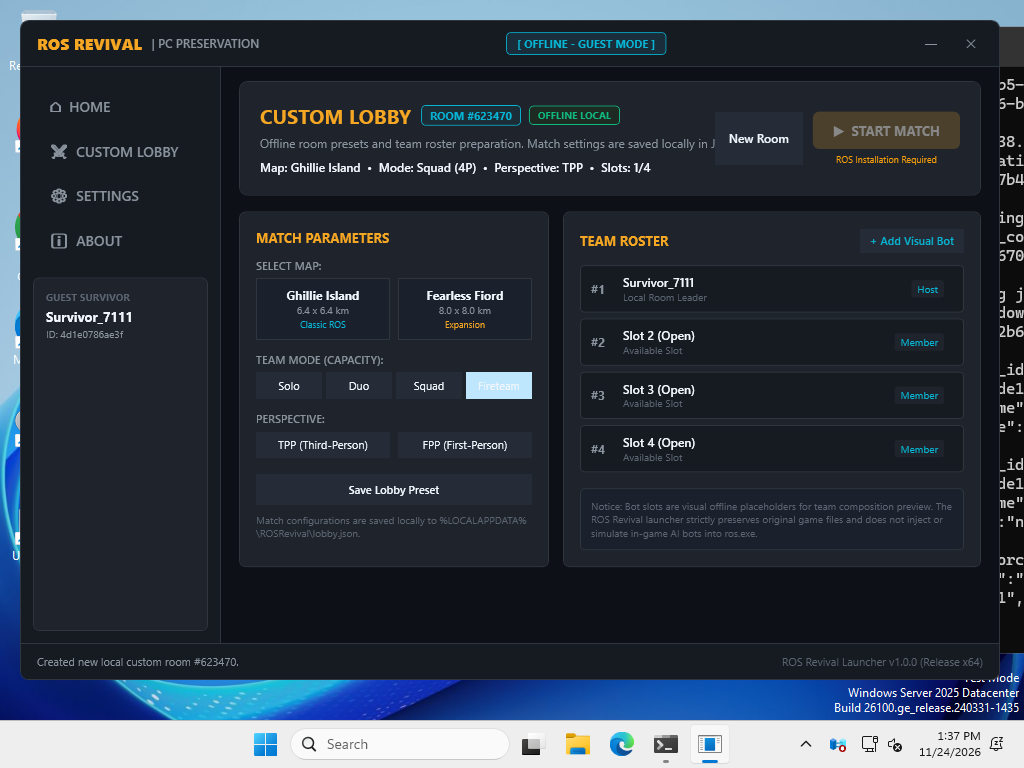 ROS REVIVAL | PC PRESERVATION
[ OFFLINE - GUEST MODE ]
HOME
CUSTOM LOBBY
SETTINGS
ABOUT
GUEST SURVIVOR
Survivor_7111
ID: 4d1e0786ae3f
CUSTOM LOBBY ROOM #623470 OFFLINE LOCAL
Offline room presets and team roster preparation. Match settings are saved locally in J
Map: Ghillie Island • Mode: Squad (4P) • Perspective: TPP • Slots: 1/4
New Room
START MATCH
ROS Installation Required
MATCH PARAMETERS
SELECT MAP:
Ghillie Island
6.4 x 6.4 km
Classic ROS
Fearless Fiord
8.0 x 8.0 km
Expansion
TEAM MODE (CAPACITY):
Solo Duo Squad Fireteam
PERSPECTIVE:
TPP (Third-Person) FPP (First-Person)
Save Lobby Preset
Match configurations are saved locally to %LOCALAPPDATA%
\ROSRevival\lobby.json.
TEAM ROSTER
+ Add Visual Bot
#1 Survivor_7111
Local Room Leader
Host
#2 Slot 2 (Open)
Available Slot
Member
#3 Slot 3 (Open)
Available Slot
Member
#4 Slot 4 (Open)
Available Slot
Member
Notice: Bot slots are visual offline placeholders for team composition preview. The
ROS Revival launcher strictly preserves original game files and does not inject or
simulate in-game AI bots into ros.exe.
Created new local custom room #623470.
ROS Revival Launcher v1.0.0 (Release x64)
Mode
Windows Server 2025 Datacenter
Build 26100.ge_release.240331-1435
Search
1:37 PM
11/24/2026